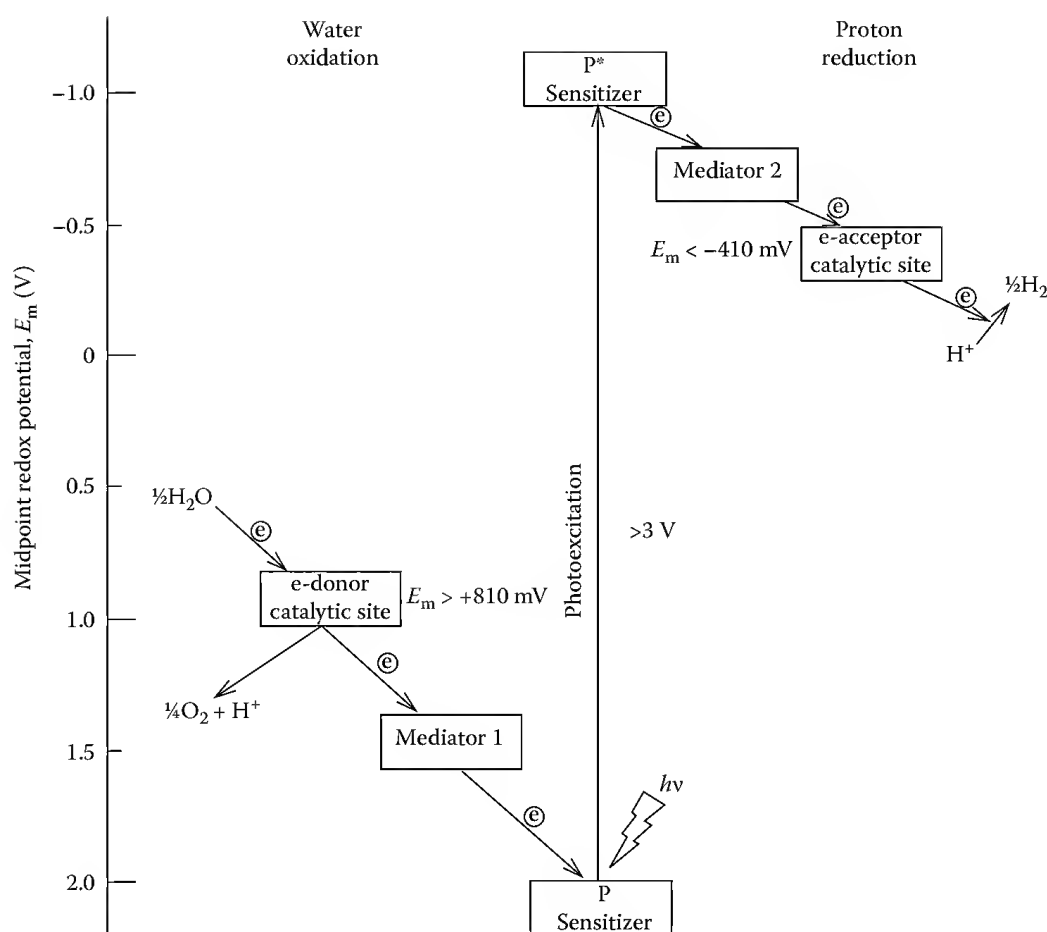 Water
oxidation
Proton
reduction
Midpoint redox potential, Eₘ (V)
−1.0
−0.5
0
0.5
1.0
1.5
2.0
P*
Sensitizer
e
Mediator 2
e
Eₘ < −410 mV
e-acceptor
catalytic site
e
½H₂
H⁺
Photoexcitation
>3 V
½H₂O
e
e-donor
catalytic site
Eₘ > +810 mV
e
¼O₂ + H⁺
Mediator 1
e
hν
P
Sensitizer